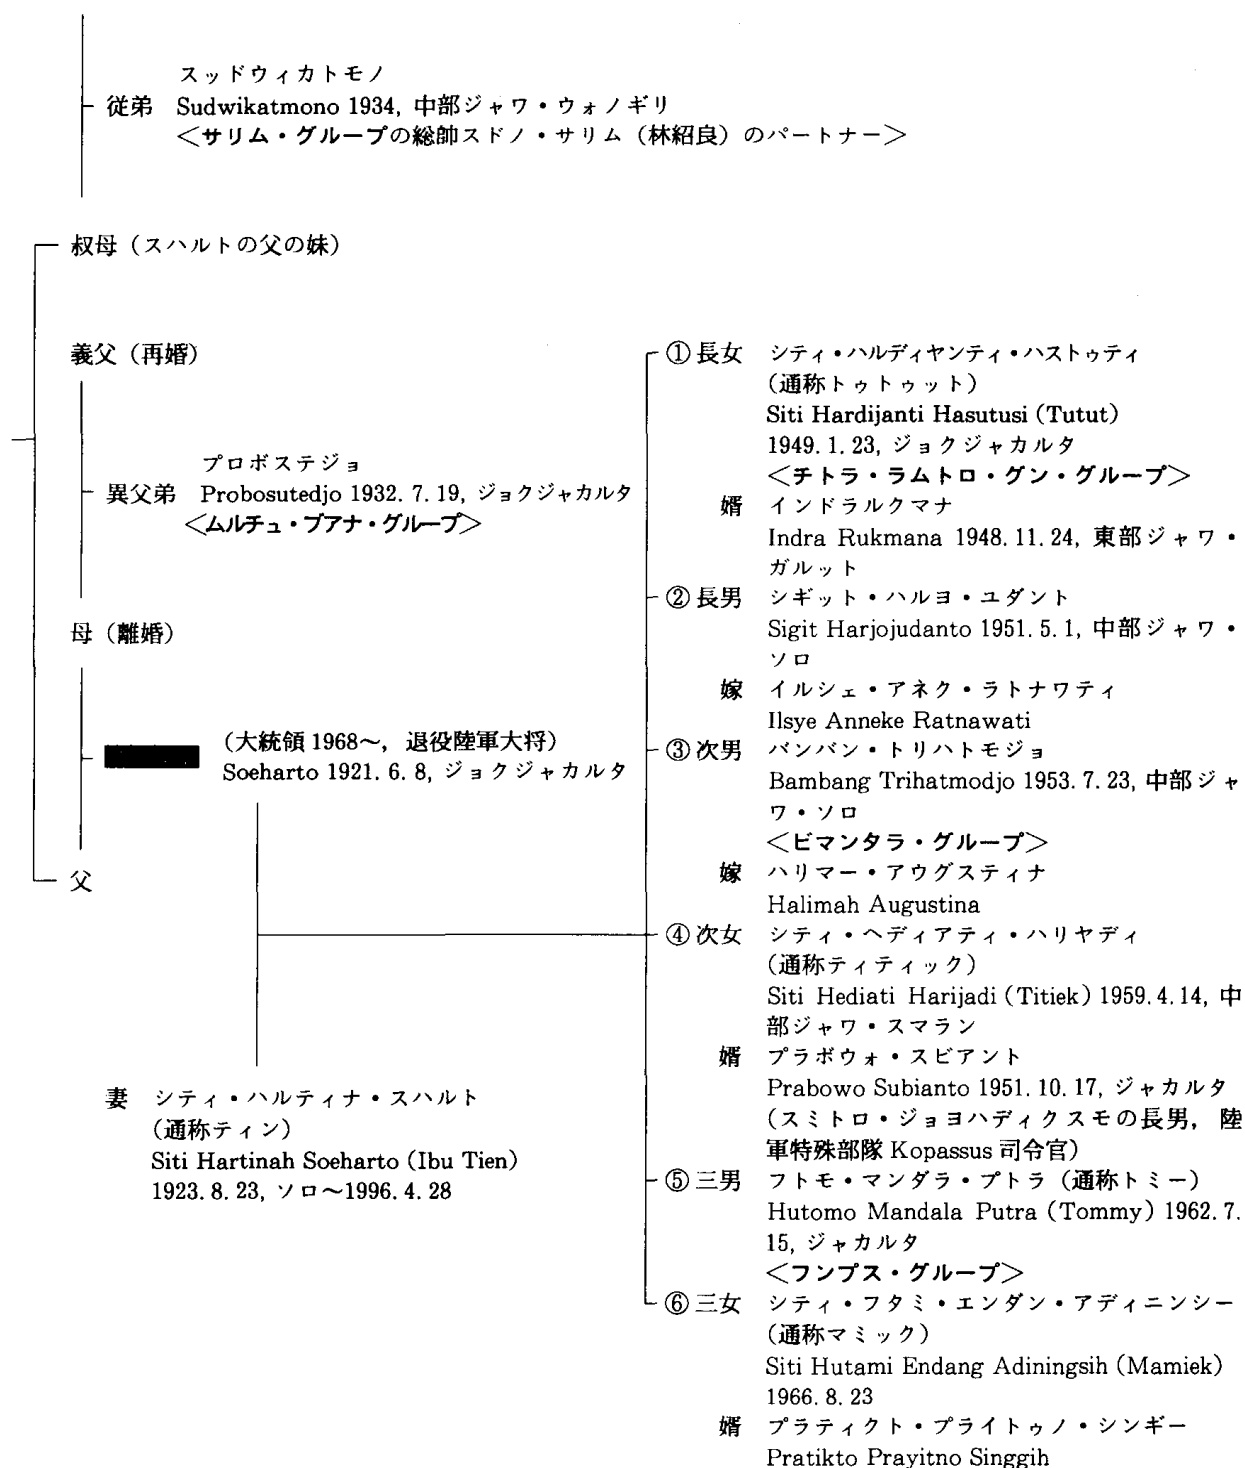 スッドウィカトモノ
従弟 Sudwikatmono 1934, 中部ジャワ・ウォノギリ
＜サリム・グループの総帥スドノ・サリム（林紹良）のパートナー＞
叔母（スハルトの父の妹）
義父（再婚）
プロボステジョ
異父弟 Probosutedjo 1932. 7. 19, ジョクジャカルタ
＜ムルチュ・ブアナ・グループ＞
母（離婚）
（大統領 1968～, 退役陸軍大将）
Soeharto 1921. 6. 8, ジョクジャカルタ
父
妻 シティ・ハルティナ・スハルト
（通称ティン）
Siti Hartinah Soeharto (Ibu Tien)
1923. 8. 23, ソロ～1996. 4. 28
①長女 シティ・ハルディヤンティ・ハストゥティ
（通称トゥトゥット）
Siti Hardijanti Hasutusi (Tutut)
1949. 1. 23, ジョクジャカルタ
＜チトラ・ラムトロ・グン・グループ＞
婿 インドラルクマナ
Indra Rukmana 1948. 11. 24, 東部ジャワ・
ガルット
②長男 シギット・ハルヨ・ユダント
Sigit Harjojudanto 1951. 5. 1, 中部ジャワ・
ソロ
嫁 イルシェ・アネク・ラトナワティ
Ilsye Anneke Ratnawati
③次男 バンバン・トリハトモジョ
Bambang Trihatmodjo 1953. 7. 23, 中部ジャ
ワ・ソロ
＜ビマンタラ・グループ＞
嫁 ハリマー・アウグスティナ
Halimah Augustina
④次女 シティ・ヘディアティ・ハリヤディ
（通称ティティック）
Siti Hediati Harijadi (Titiek) 1959. 4. 14, 中
部ジャワ・スマラン
婿 プラボウォ・スビアント
Prabowo Subianto 1951. 10. 17, ジャカルタ
（スミトロ・ジョヨハディクスモの長男, 陸
軍特殊部隊 Kopassus 司令官）
⑤三男 フトモ・マンダラ・プトラ（通称トミー）
Hutomo Mandala Putra (Tommy) 1962. 7.
15, ジャカルタ
＜フンプス・グループ＞
⑥三女 シティ・フタミ・エンダン・アディニンシー
（通称マミック）
Siti Hutami Endang Adiningsih (Mamiek)
1966. 8. 23
婿 プラティクト・プライトゥノ・シンギー
Pratikto Prayitno Singgih